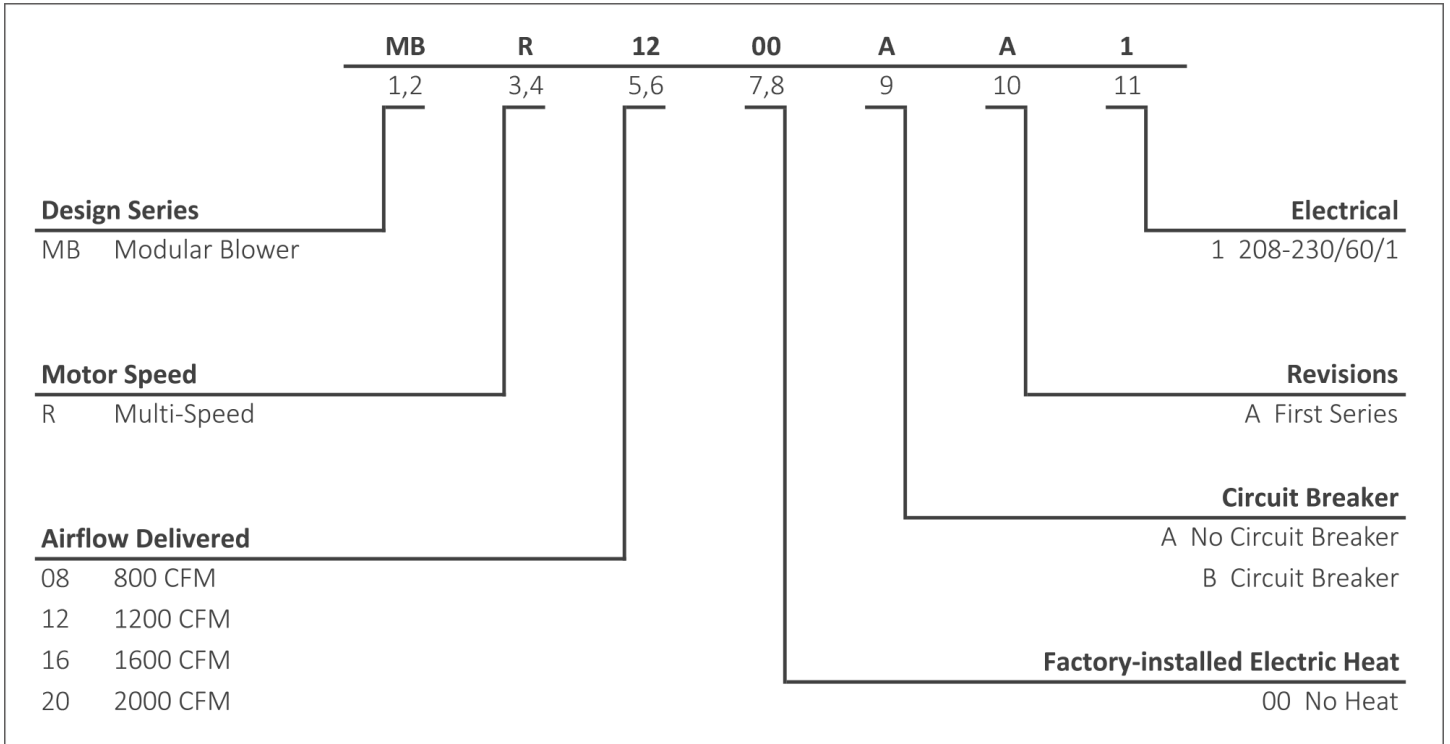 MB R 12 00 A A 1
1,2 3,4 5,6 7,8 9 10 11
Design Series
MB Modular Blower
Motor Speed
R Multi-Speed
Airflow Delivered
08 800 CFM
12 1200 CFM
16 1600 CFM
20 2000 CFM
Electrical
1 208-230/60/1
Revisions
A First Series
Circuit Breaker
A No Circuit Breaker
B Circuit Breaker
Factory-installed Electric Heat
00 No Heat